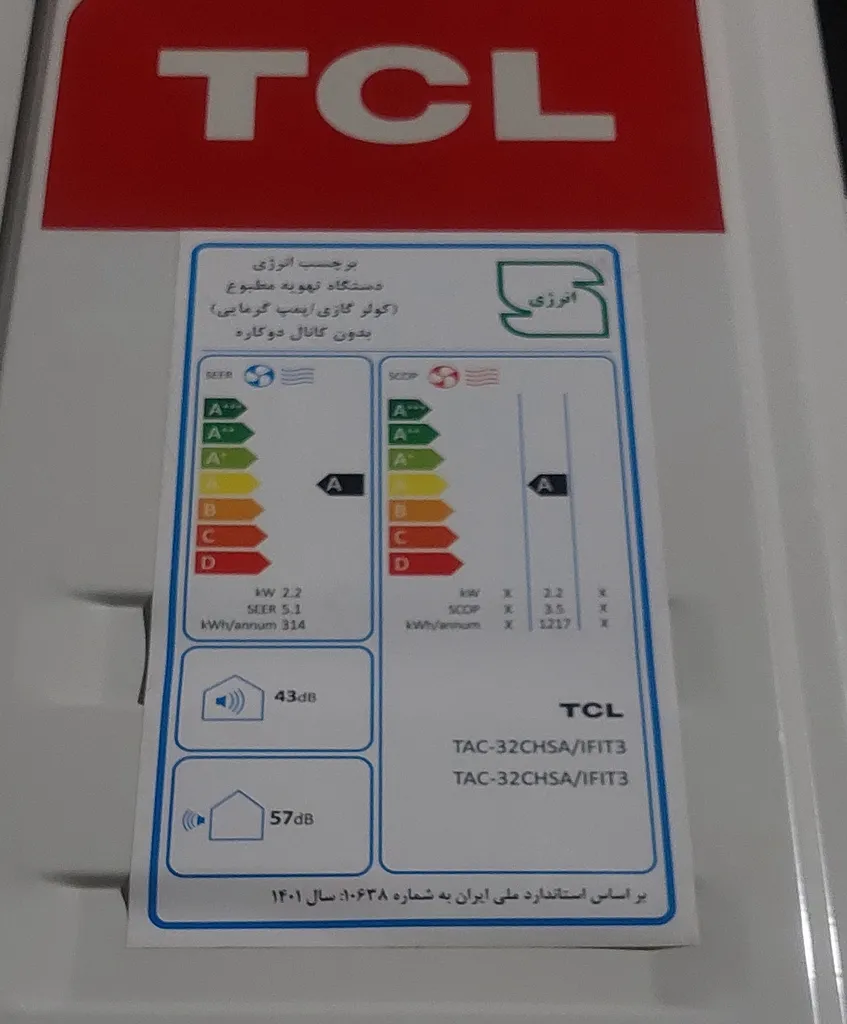 TCL
برچسب انرژی
دستگاه تهویه مطبوع
(کولر گازی/پمپ گرمایی)
بدون کانال دوکاره
انرژی
SEER
A+++
A++
A+
A
B
C
D
A
kW 2.2
SEER 5.1
kWh/annum 314
SCOP
A+++
A++
A+
A
B
C
D
A
kW X 2.2 X
SCOP X 3.5 X
kWh/annum X 1217 X
43dB
57dB
TCL
TAC-32CHSA/IFIT3
TAC-32CHSA/IFIT3
بر اساس استاندارد ملی ایران به شماره ۱۰۶۳۸: سال ۱۴۰۱